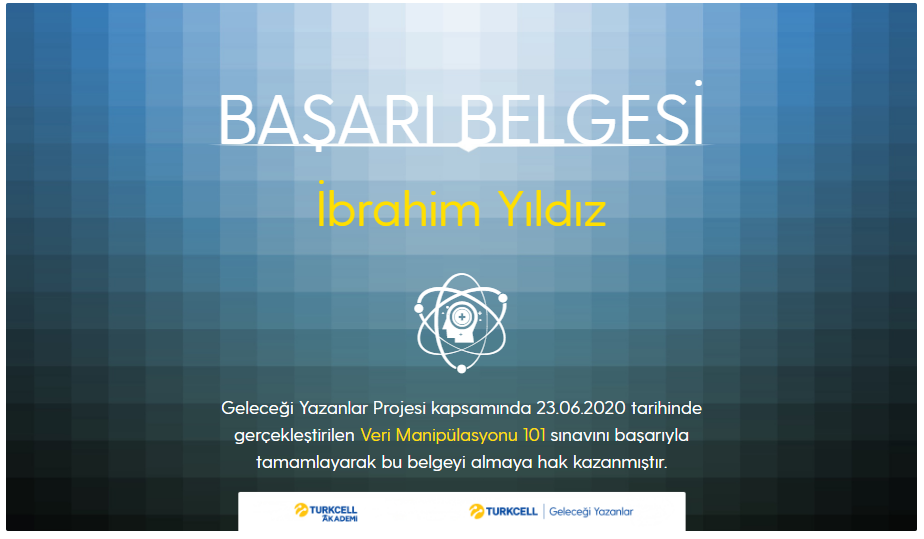 BAŞARI BELGESİ
İbrahim Yıldız
Geleceği Yazanlar Projesi kapsamında 23.06.2020 tarihinde
gerçekleştirilen Veri Manipülasyonu 101 sınavını başarıyla
tamamlayarak bu belgeyi almaya hak kazanmıştır.
TURKCELL
AKADEMİ
TURKCELL | Geleceği Yazanlar